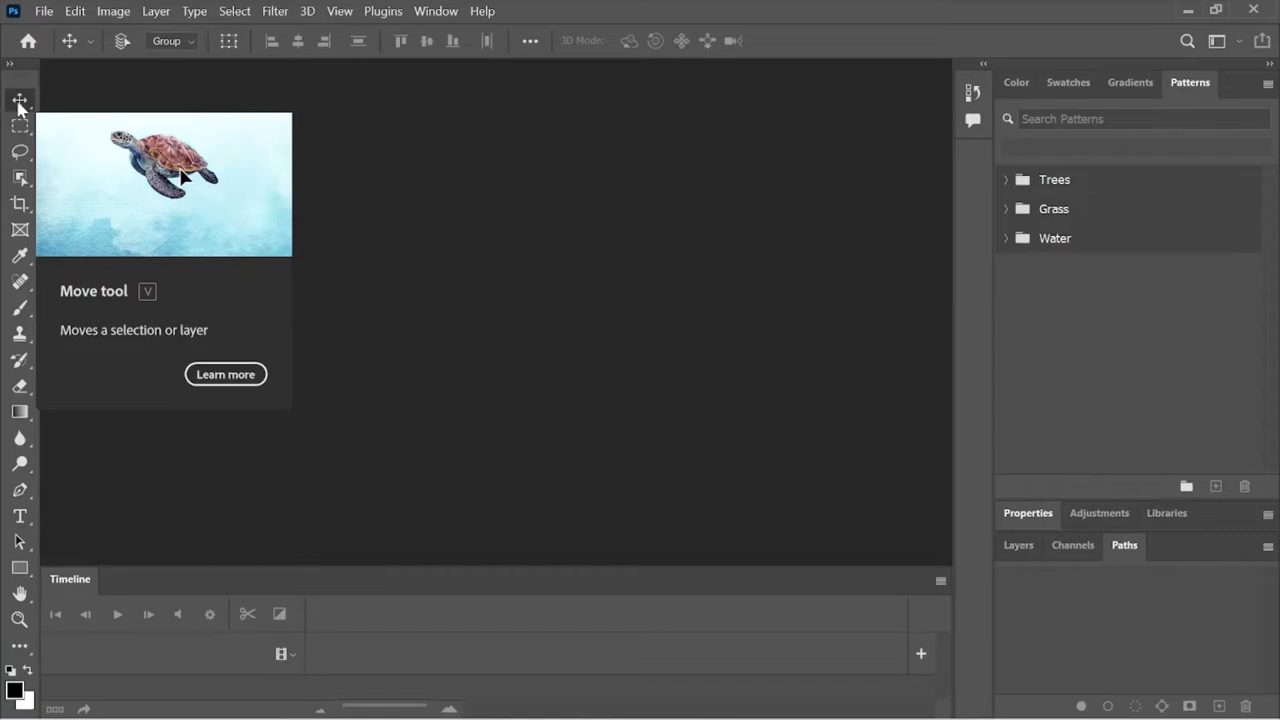 Ps File Edit Image Layer Type Select Filter 3D View Plugins Window Help
Group 3D Mode:
Color Swatches Gradients Patterns
Search Patterns
Trees
Grass
Water
Move tool V
Moves a selection or layer
Learn more
T
Properties Adjustments Libraries
Layers Channels Paths
Timeline